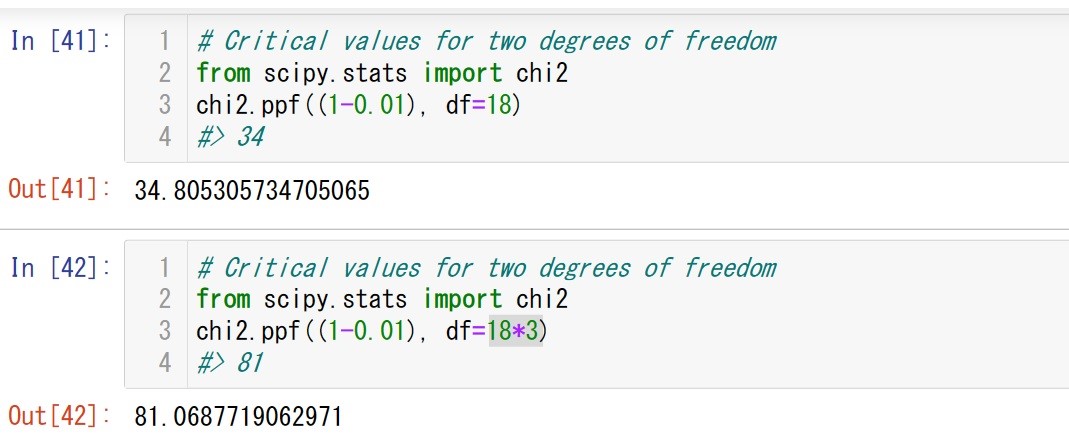 In [41]:
1 # Critical values for two degrees of freedom
2 from scipy.stats import chi2
3 chi2.ppf((1-0.01), df=18)
4 #> 34
Out[41]: 34.805305734705065
In [42]:
1 # Critical values for two degrees of freedom
2 from scipy.stats import chi2
3 chi2.ppf((1-0.01), df=18*3)
4 #> 81
Out[42]: 81.0687719062971